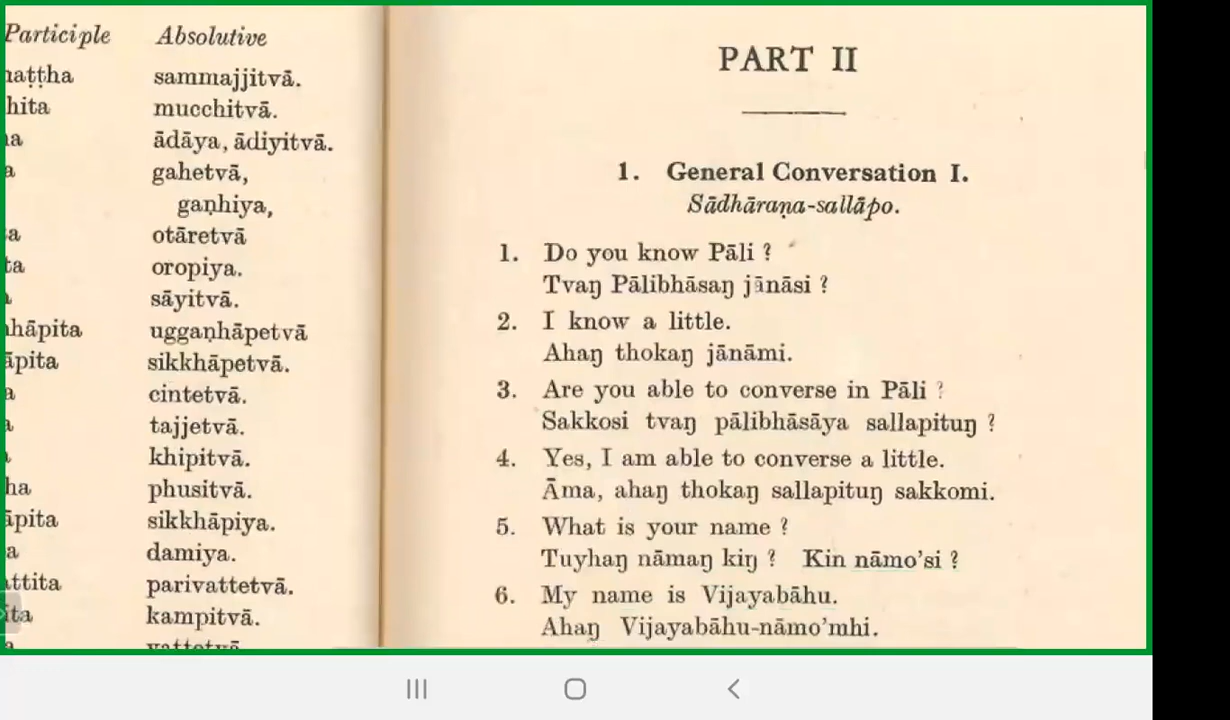 Participle Absolutive
sammajjitvā.
mucchitvā.
ādāya, ādiyitvā.
gahetvā,
gaṇhiya,
otāretvā
oropiya.
sāyitvā.
uggaṇhāpetvā
sikkhāpetvā.
cintetvā.
tajjetvā.
khipitvā.
phusitvā.
sikkhāpiya.
damiya.
parivattetvā.
kampitvā.
PART II
1. General Conversation I.
Sādhāraṇa-sallāpo.
1. Do you know Pāli ?
Tvaŋ Pālibhāsaŋ jānāsi ?
2. I know a little.
Ahaŋ thokaŋ jānāmi.
3. Are you able to converse in Pāli ?
Sakkosi tvaŋ pālibhāsāya sallapituŋ ?
4. Yes, I am able to converse a little.
Āma, ahaŋ thokaŋ sallapituŋ sakkomi.
5. What is your name ?
Tuyhaŋ nāmaŋ kiŋ ? Kin nāmo'si ?
6. My name is Vijayabāhu.
Ahaŋ Vijayabāhu-nāmo'mhi.